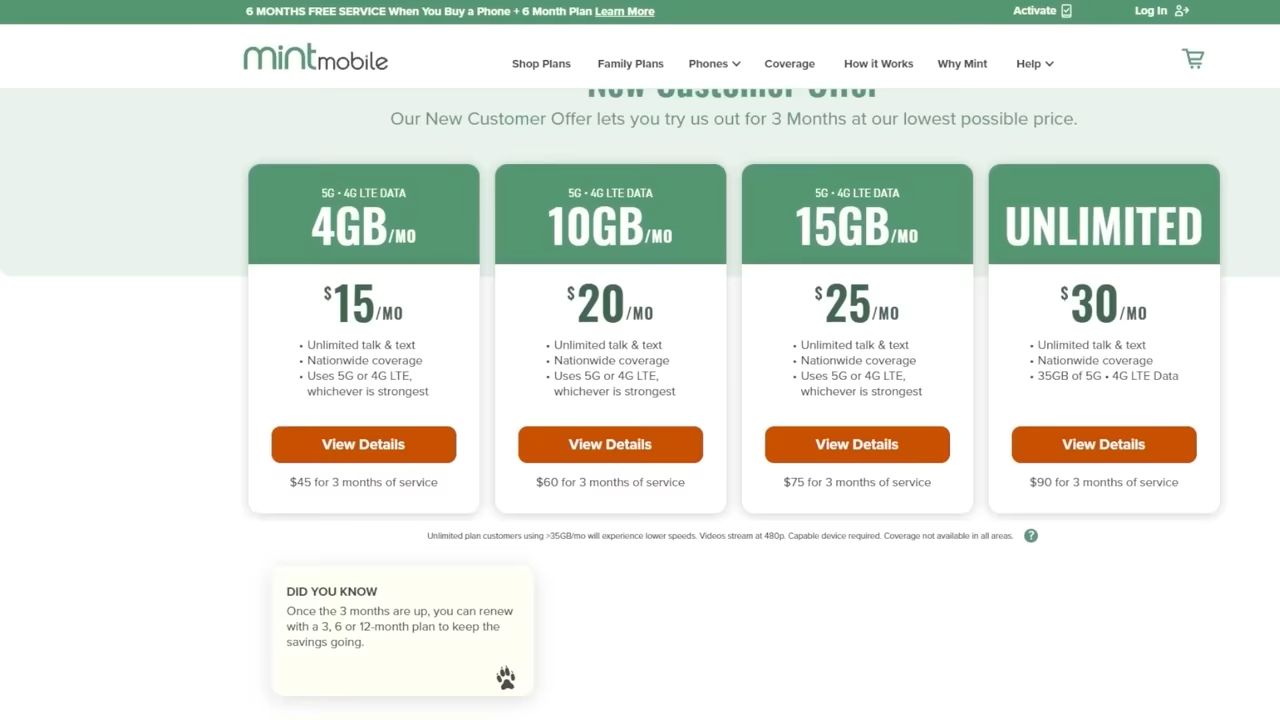 6 MONTHS FREE SERVICE When You Buy a Phone + 6 Month Plan Learn More
Activate
Log In
mintmobile
Shop Plans
Family Plans
Phones
Coverage
How it Works
Why Mint
Help
New Customer Offer
Our New Customer Offer lets you try us out for 3 Months at our lowest possible price.
5G • 4G LTE DATA
4GB/MO
$15/MO
• Unlimited talk & text
• Nationwide coverage
• Uses 5G or 4G LTE,
whichever is strongest
View Details
$45 for 3 months of service
5G • 4G LTE DATA
10GB/MO
$20/MO
• Unlimited talk & text
• Nationwide coverage
• Uses 5G or 4G LTE,
whichever is strongest
View Details
$60 for 3 months of service
5G • 4G LTE DATA
15GB/MO
$25/MO
• Unlimited talk & text
• Nationwide coverage
• Uses 5G or 4G LTE,
whichever is strongest
View Details
$75 for 3 months of service
UNLIMITED
$30/MO
• Unlimited talk & text
• Nationwide coverage
• 35GB of 5G • 4G LTE Data
View Details
$90 for 3 months of service
Unlimited plan customers using >35GB/mo will experience lower speeds. Videos stream at 480p. Capable device required. Coverage not available in all areas. ?
DID YOU KNOW
Once the 3 months are up, you can renew
with a 3, 6 or 12-month plan to keep the
savings going.